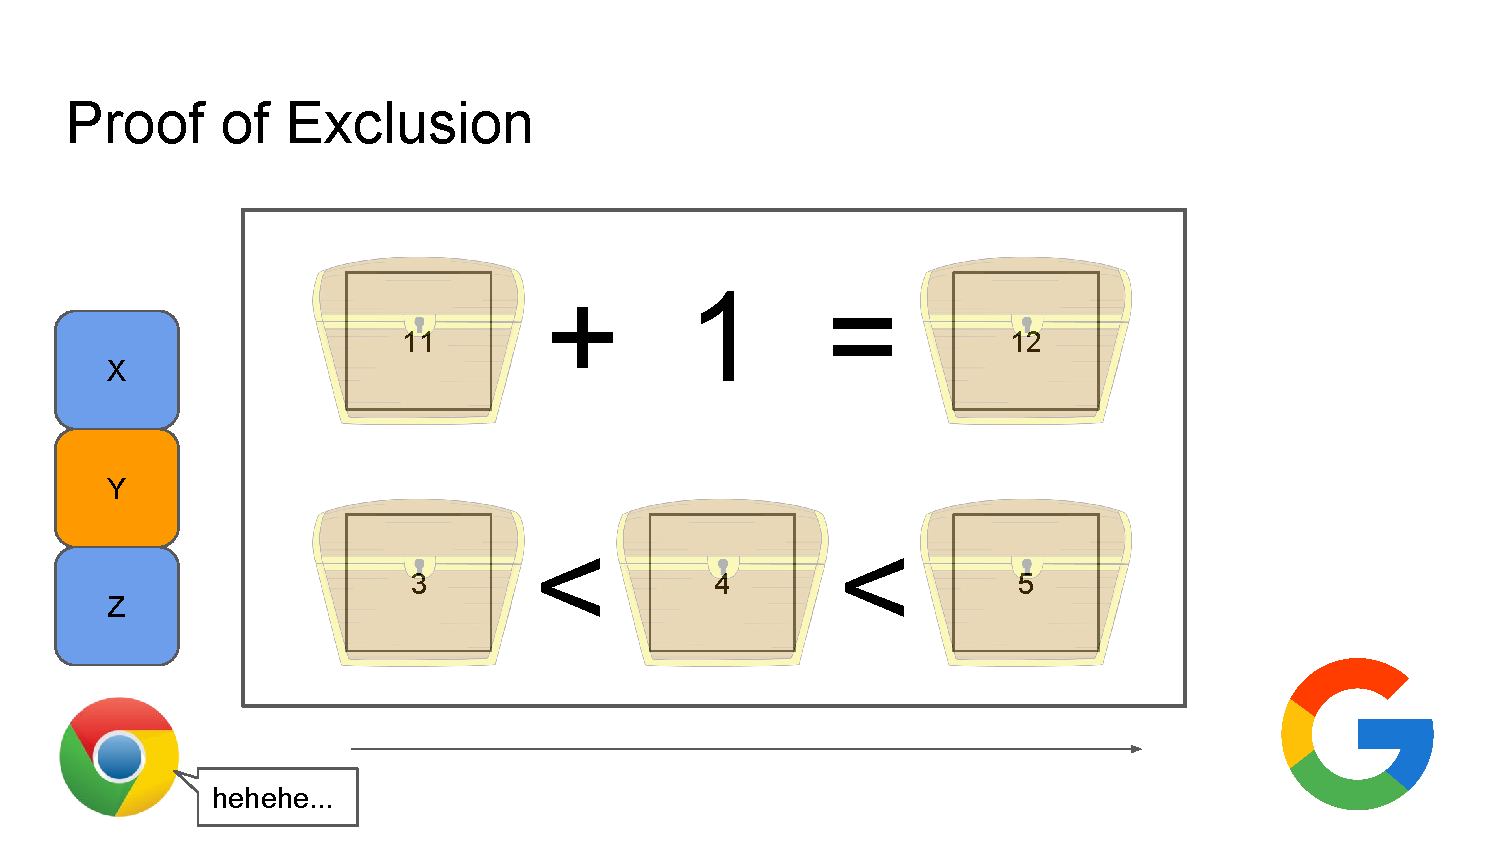 Proof of Exclusion
11 + 1 = 12
X
Y
Z
3 < 4 < 5
hehehe...